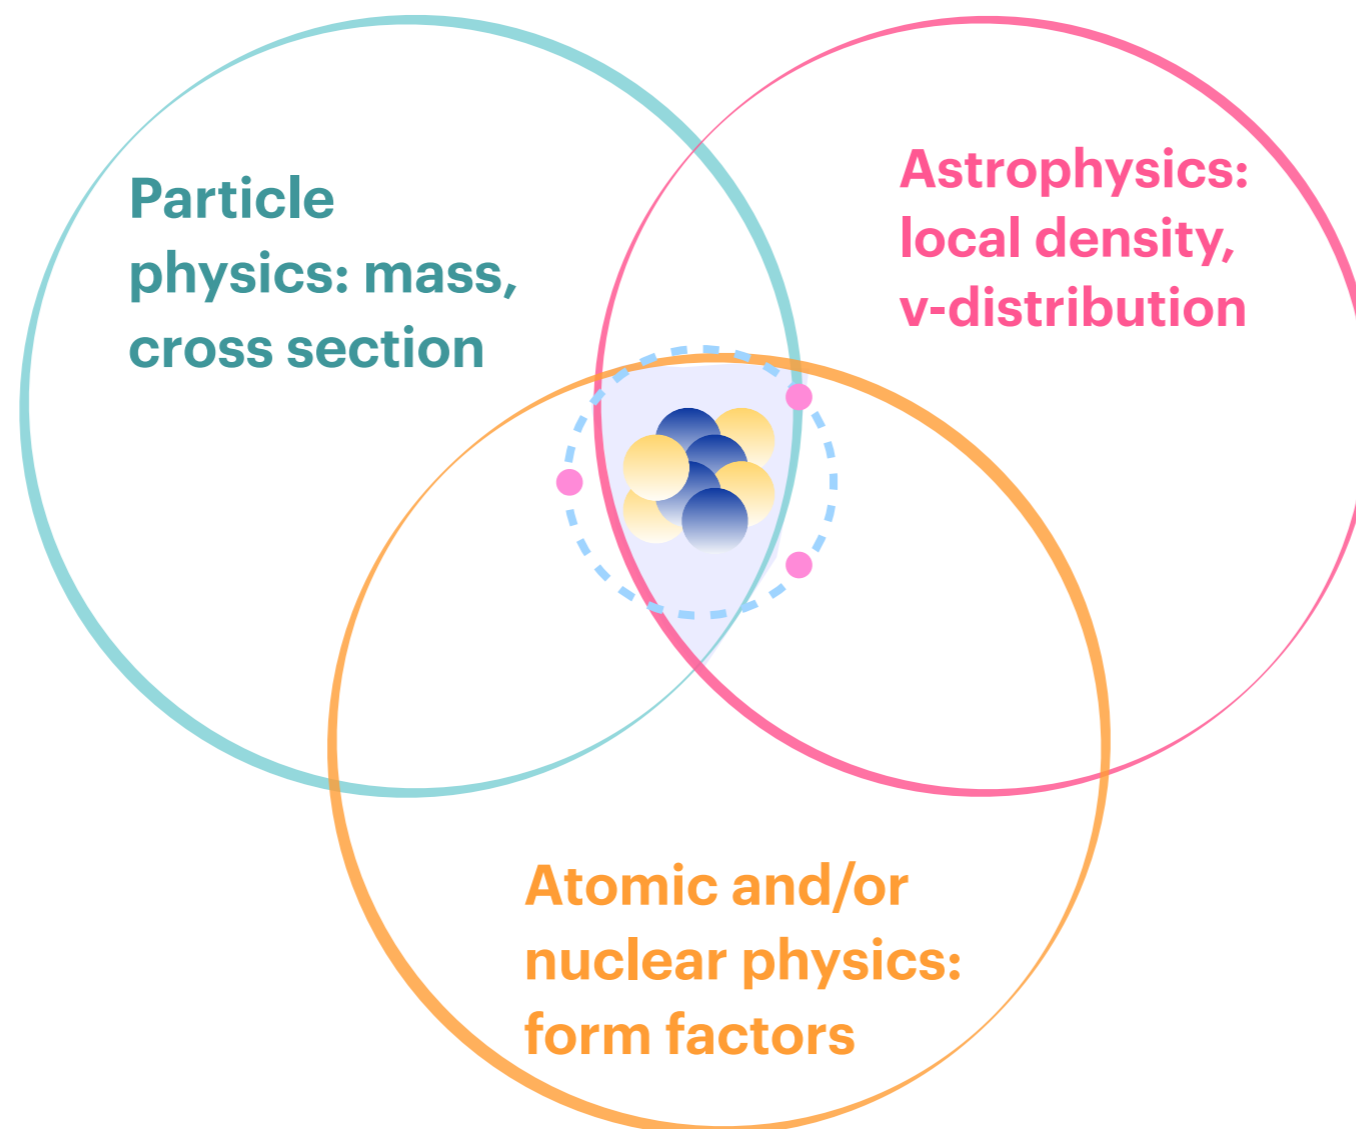 Particle
physics: mass,
cross section
Astrophysics:
local density,
v-distribution
Atomic and/or
nuclear physics:
form factors